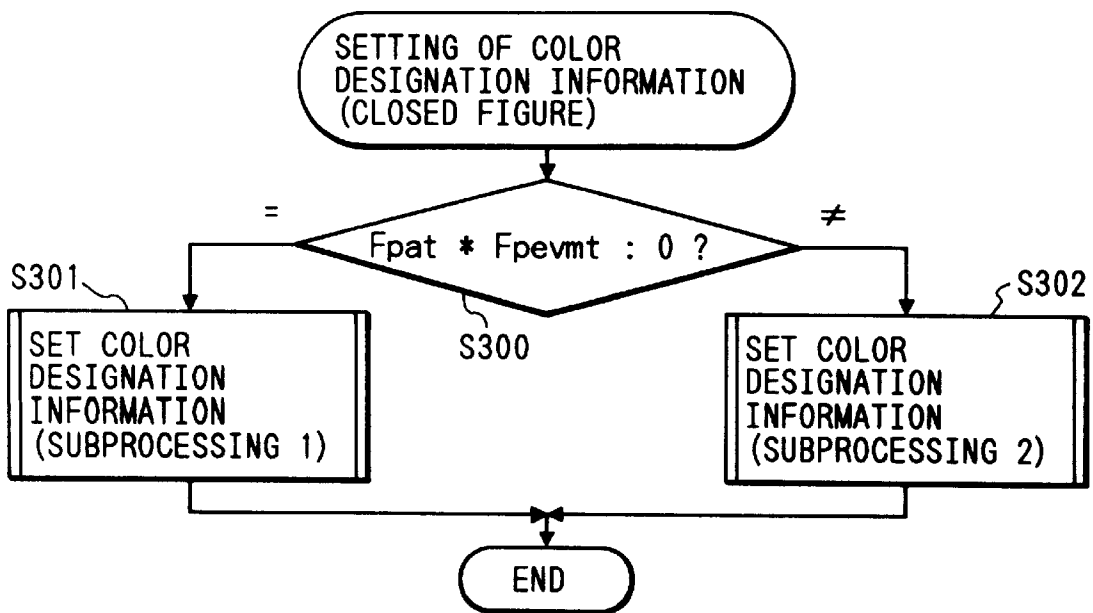 SETTING OF COLOR
DESIGNATION INFORMATION
(CLOSED FIGURE)
=
≠
Fpat * Fpevmt : 0 ?
S300
S301
SET COLOR
DESIGNATION
INFORMATION
(SUBPROCESSING 1)
S302
SET COLOR
DESIGNATION
INFORMATION
(SUBPROCESSING 2)
END